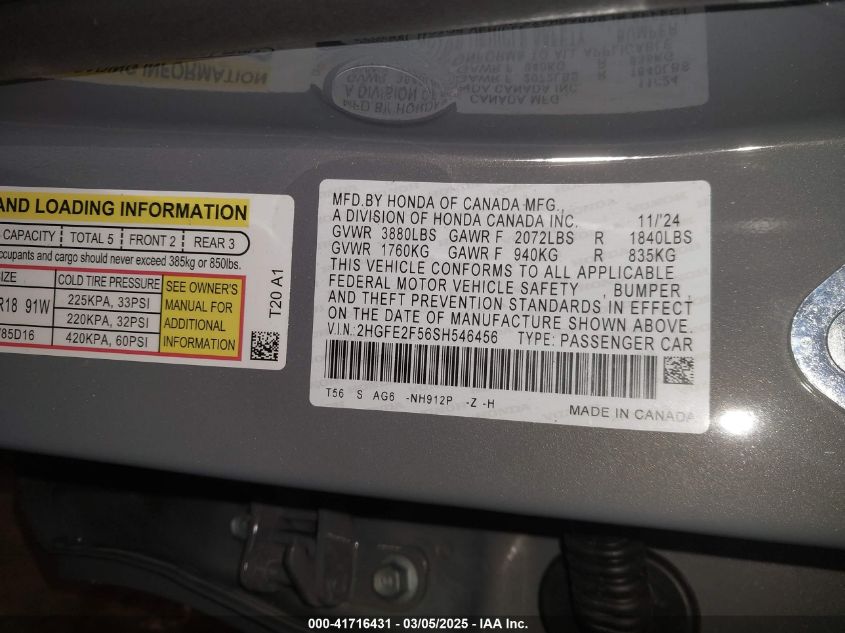 AND LOADING INFORMATION
CAPACITY TOTAL 5 FRONT 2 REAR 3
ccupants and cargo should never exceed 385kg or 850lbs.
SIZE COLD TIRE PRESSURE
R18 91W 225KPA, 33PSI
220KPA, 32PSI
/85D16 420KPA, 60PSI
SEE OWNER'S
MANUAL FOR
ADDITIONAL
INFORMATION
T20 A1
MFD.BY HONDA OF CANADA MFG.,
A DIVISION OF HONDA CANADA INC. 11/'24
GVWR 3880LBS GAWR F 2072LBS R 1840LBS
GVWR 1760KG GAWR F 940KG R 835KG
THIS VEHICLE CONFORMS TO ALL APPLICABLE
FEDERAL MOTOR VEHICLE SAFETY , BUMPER ,
AND THEFT PREVENTION STANDARDS IN EFFECT
ON THE DATE OF MANUFACTURE SHOWN ABOVE.
V.I.N.: 2HGFE2F56SH546456 TYPE: PASSENGER CAR
T56 S AG6 -NH912P -Z -H
MADE IN CANADA
000-41716431 - 03/05/2025 - IAA Inc.